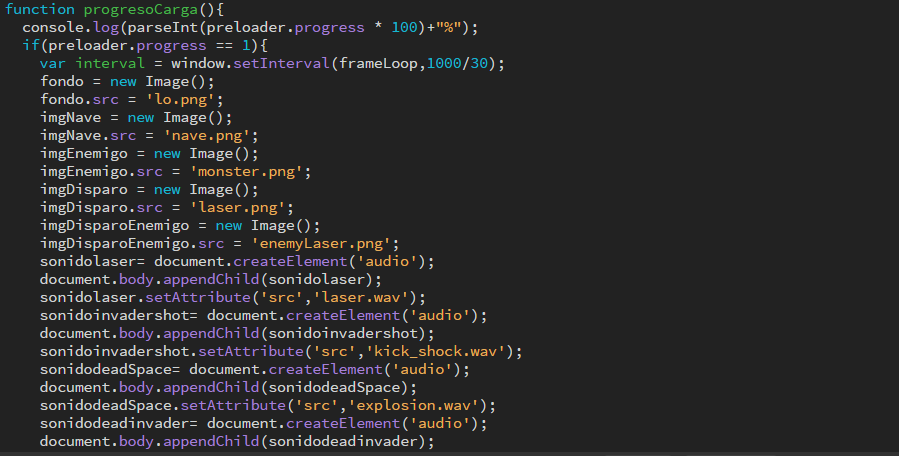 function progresoCarga(){
console.log(parseInt(preloader.progress * 100)+"%");
if(preloader.progress == 1){
var interval = window.setInterval(frameLoop,1000/30);
fondo = new Image();
fondo.src = 'lo.png';
imgNave = new Image();
imgNave.src = 'nave.png';
imgEnemigo = new Image();
imgEnemigo.src = 'monster.png';
imgDisparo = new Image();
imgDisparo.src = 'laser.png';
imgDisparoEnemigo = new Image();
imgDisparoEnemigo.src = 'enemyLaser.png';
sonidolaser= document.createElement('audio');
document.body.appendChild(sonidolaser);
sonidolaser.setAttribute('src','laser.wav');
sonidoinvadershot= document.createElement('audio');
document.body.appendChild(sonidoinvadershot);
sonidoinvadershot.setAttribute('src','kick_shock.wav');
sonidodeadSpace= document.createElement('audio');
document.body.appendChild(sonidodeadSpace);
sonidodeadSpace.setAttribute('src','explosion.wav');
sonidodeadinvader= document.createElement('audio');
document.body.appendChild(sonidodeadinvader);